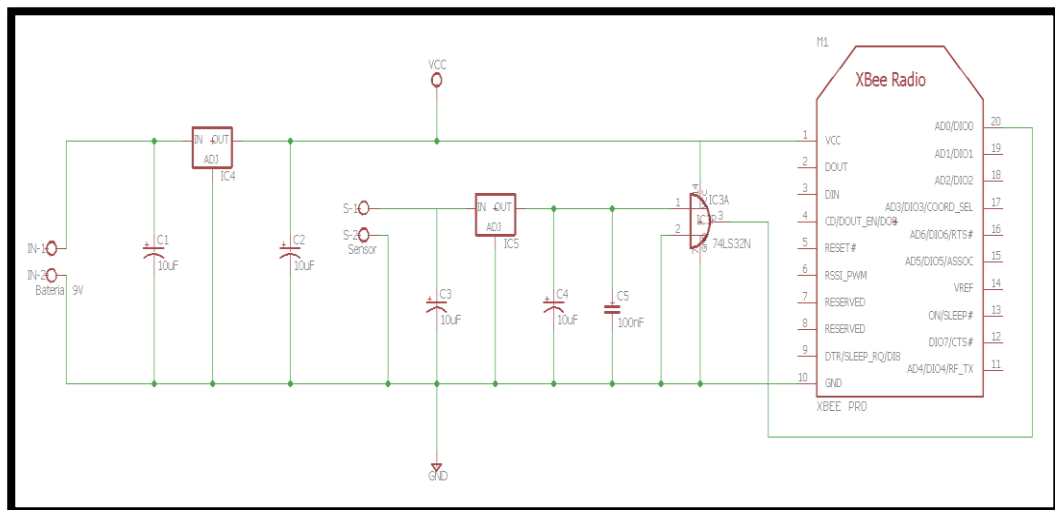 M1
XBee Radio
VCC
IN OUT
ADJ
IC4
IN-1
IN-2
Bateria 9V
C1
10uF
C2
10uF
S-1
S-2
Sensor
IN OUT
ADJ
IC5
C3
10uF
C4
10uF
C5
100nF
1
2
3
IC3A
74LS32N
GND
1 VCC
2 DOUT
3 DIN
4
5 RESET#
6 RSSI_PWM
7 RESERVED
8 RESERVED
9 DTR/SLEEP_RQ/DI8
10 GND
AD0/DIO0 20
AD1/DIO1 19
AD2/DIO2 18
AD3/DIO3/COORD_SEL 17
AD6/DIO6/RTS# 16
AD5/DIO5/ASSOC 15
VREF 14
ON/SLEEP# 13
DIO7/CTS# 12
AD4/DIO4/RF_TX 11
XBEE PRO